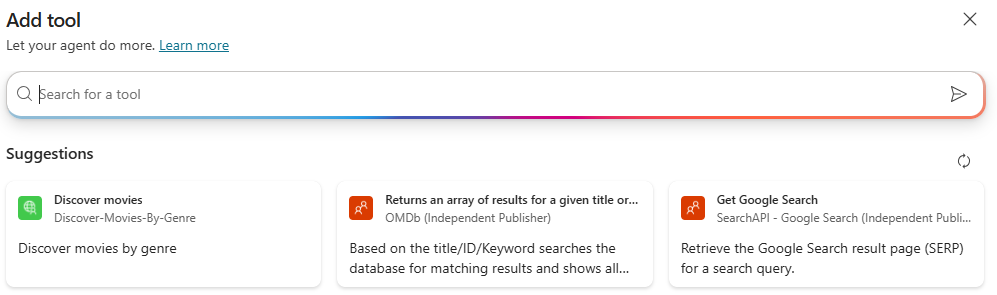 Add tool
Let your agent do more. Learn more
Search for a tool
Suggestions
Discover movies
Discover-Movies-By-Genre
Discover movies by genre
Returns an array of results for a given title or...
OMDb (Independent Publisher)
Based on the title/ID/Keyword searches the
database for matching results and shows all...
Get Google Search
SearchAPI - Google Search (Independent Publi...
Retrieve the Google Search result page (SERP)
for a search query.